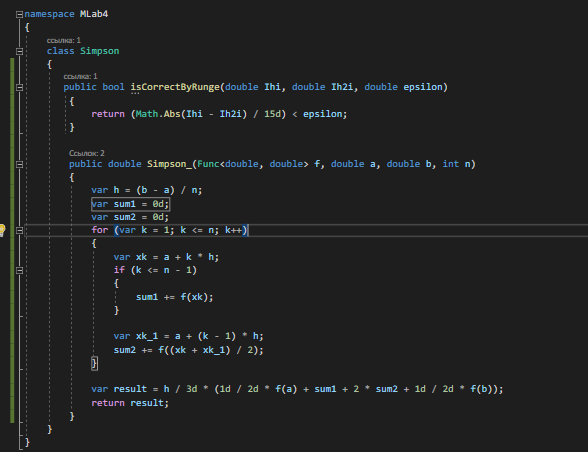 namespace MLab4
{
ссылка: 1
class Simpson
{
ссылка: 1
public bool isCorrectByRunge(double Ihi, double Ih2i, double epsilon)
{
return (Math.Abs(Ihi - Ih2i) / 15d) < epsilon;
}
Ссылок: 2
public double Simpson_(Func<double, double> f, double a, double b, int n)
{
var h = (b - a) / n;
var sum1 = 0d;
var sum2 = 0d;
for (var k = 1; k <= n; k++)
{
var xk = a + k * h;
if (k <= n - 1)
{
sum1 += f(xk);
}
var xk_1 = a + (k - 1) * h;
sum2 += f((xk + xk_1) / 2);
}
var result = h / 3d * (1d / 2d * f(a) + sum1 + 2 * sum2 + 1d / 2d * f(b));
return result;
}
}
}